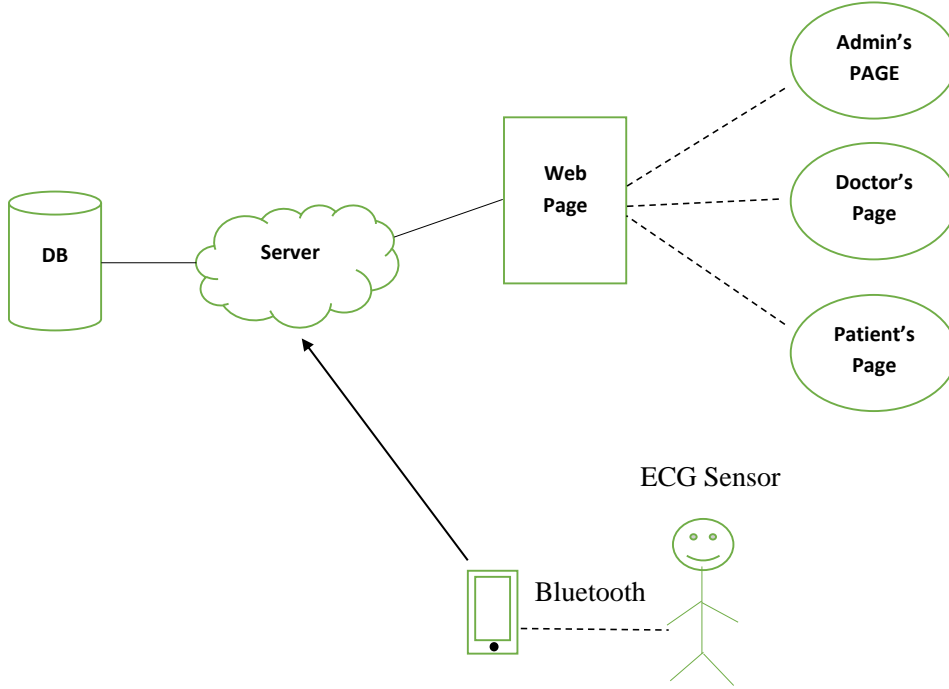 Admin’s
PAGE
Web
Page
Doctor’s
Page
DB
Server
Patient’s
Page
ECG Sensor
Bluetooth